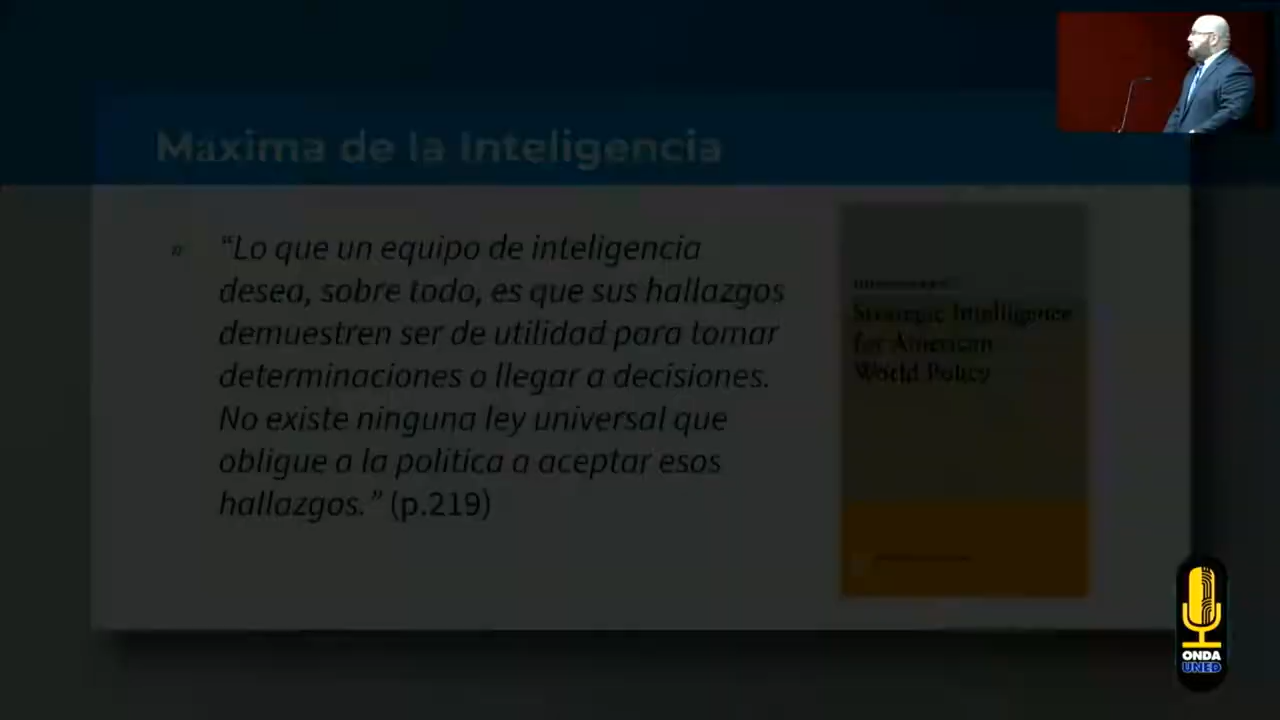 Máxima de la Inteligencia
“Lo que un equipo de inteligencia
desea, sobre todo, es que sus hallazgos
demuestren ser de utilidad para tomar
determinaciones o llegar a decisiones.
No existe ninguna ley universal que
obligue a la política a aceptar esos
hallazgos.” (p.219)
Strategic Intelligence
for American
World Policy
ONDA
UNED